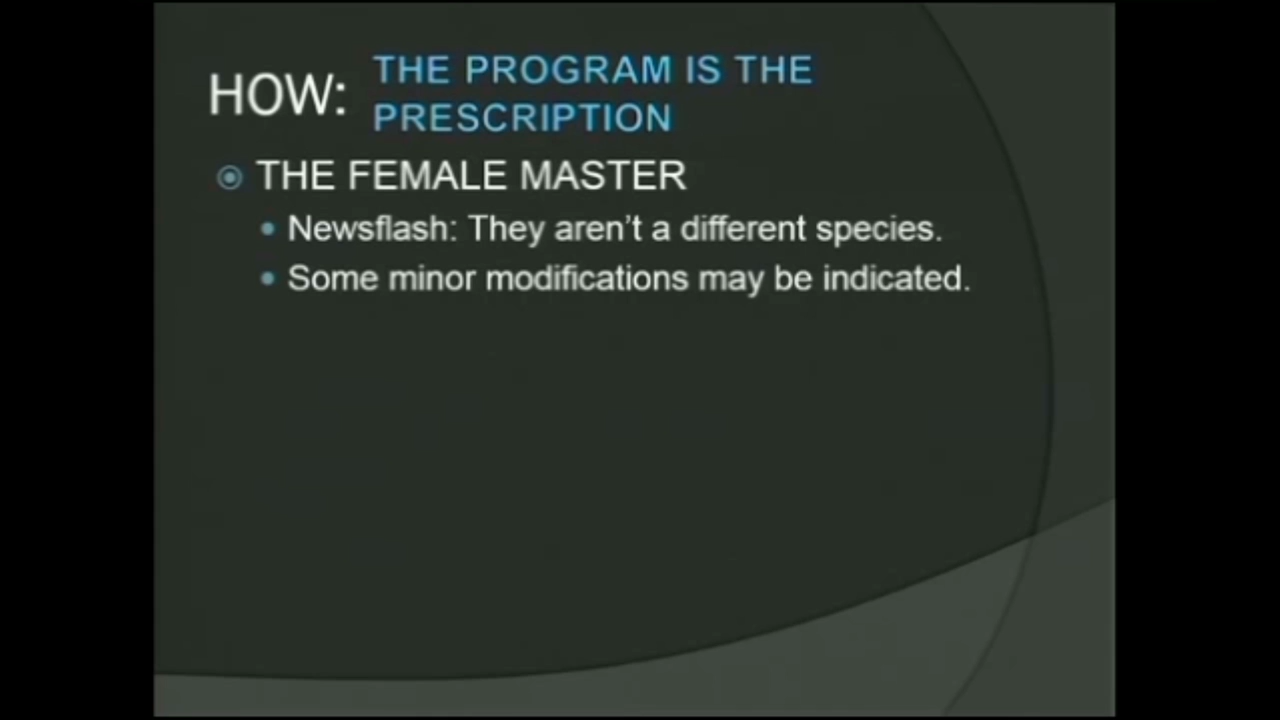 HOW: THE PROGRAM IS THE
PRESCRIPTION
THE FEMALE MASTER
Newsflash: They aren't a different species.
Some minor modifications may be indicated.